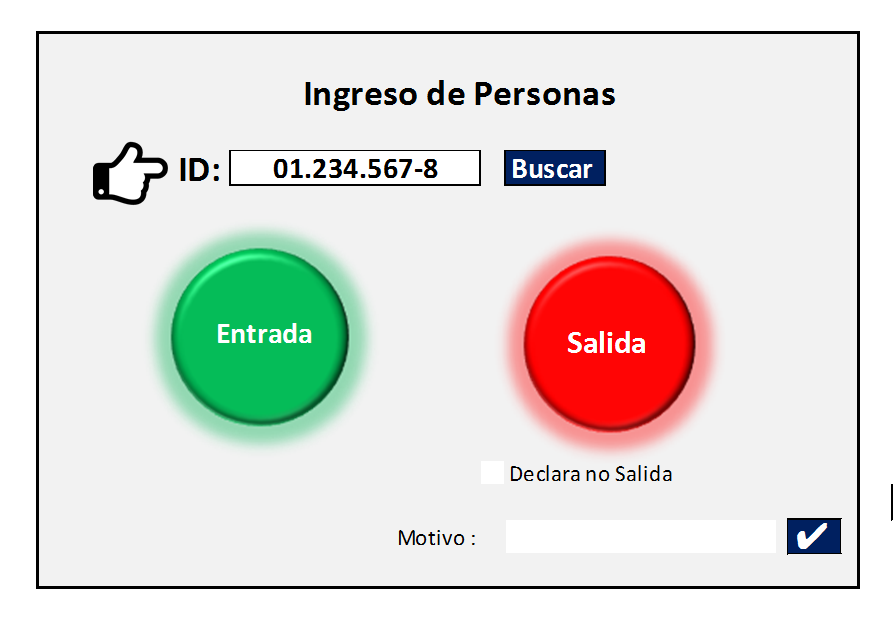 Ingreso de Personas
ID: 01.234.567-8 Buscar
Entrada
Salida
Declara no Salida
Motivo :